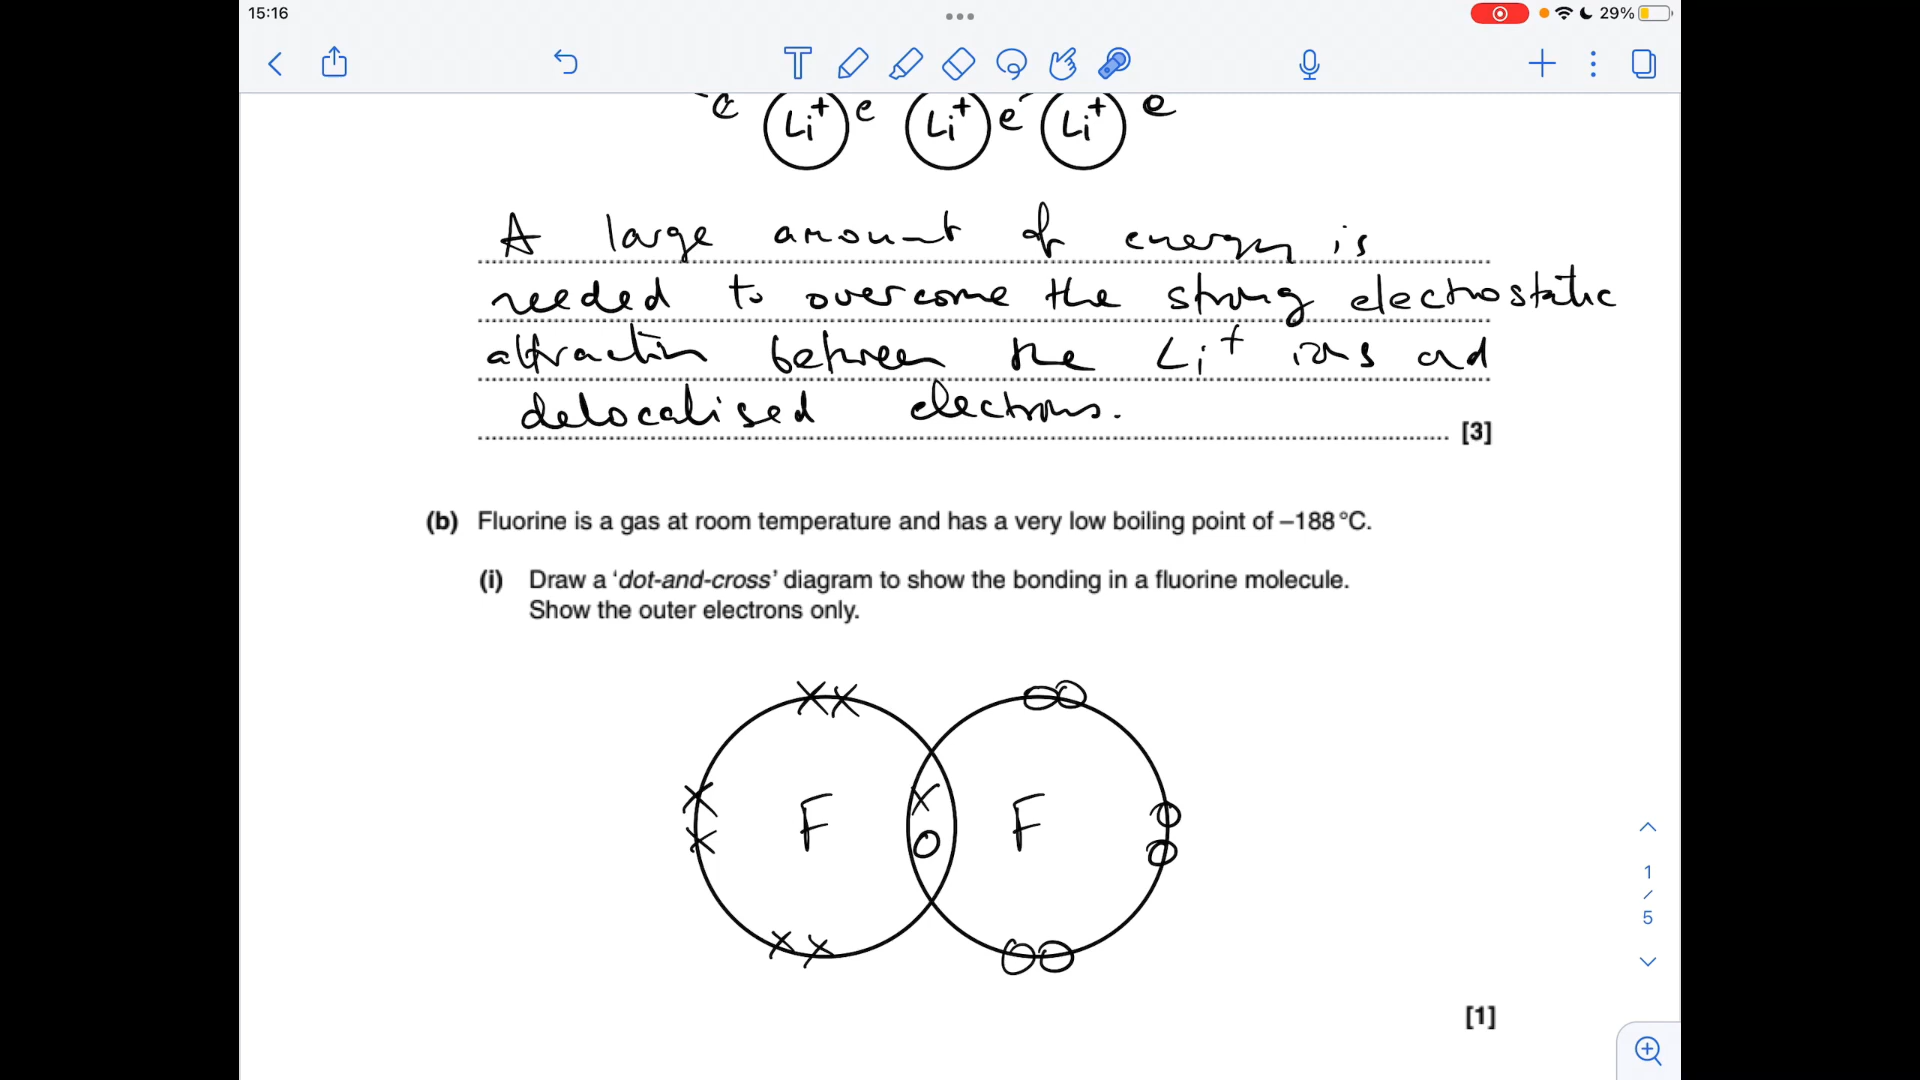 15:16
29%
e Li+ e Li+ e- Li+ e
A large amount of energy is
needed to overcome the strong electrostatic
attraction between the Li+ ions and
delocalised electrons.
[3]
(b) Fluorine is a gas at room temperature and has a very low boiling point of –188 °C.
(i) Draw a ‘dot-and-cross’ diagram to show the bonding in a fluorine molecule.
Show the outer electrons only.
F F
1
/
5
[1]